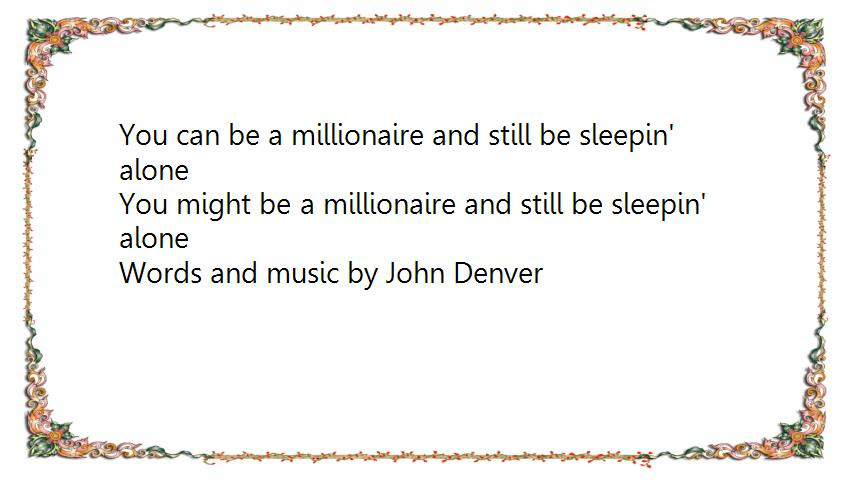 You can be a millionaire and still be sleepin'
alone
You might be a millionaire and still be sleepin'
alone
Words and music by John Denver